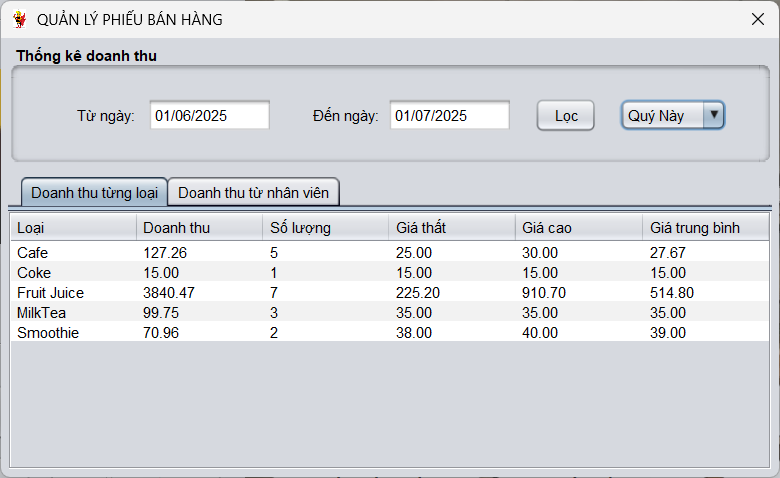 QUẢN LÝ PHIẾU BÁN HÀNG
Thống kê doanh thu
Từ ngày: 01/06/2025 Đến ngày: 01/07/2025 Lọc Quý Này
Doanh thu từng loại Doanh thu từ nhân viên
Loại Doanh thu Số lượng Giá thất Giá cao Giá trung bình
Cafe 127.26 5 25.00 30.00 27.67
Coke 15.00 1 15.00 15.00 15.00
Fruit Juice 3840.47 7 225.20 910.70 514.80
MilkTea 99.75 3 35.00 35.00 35.00
Smoothie 70.96 2 38.00 40.00 39.00